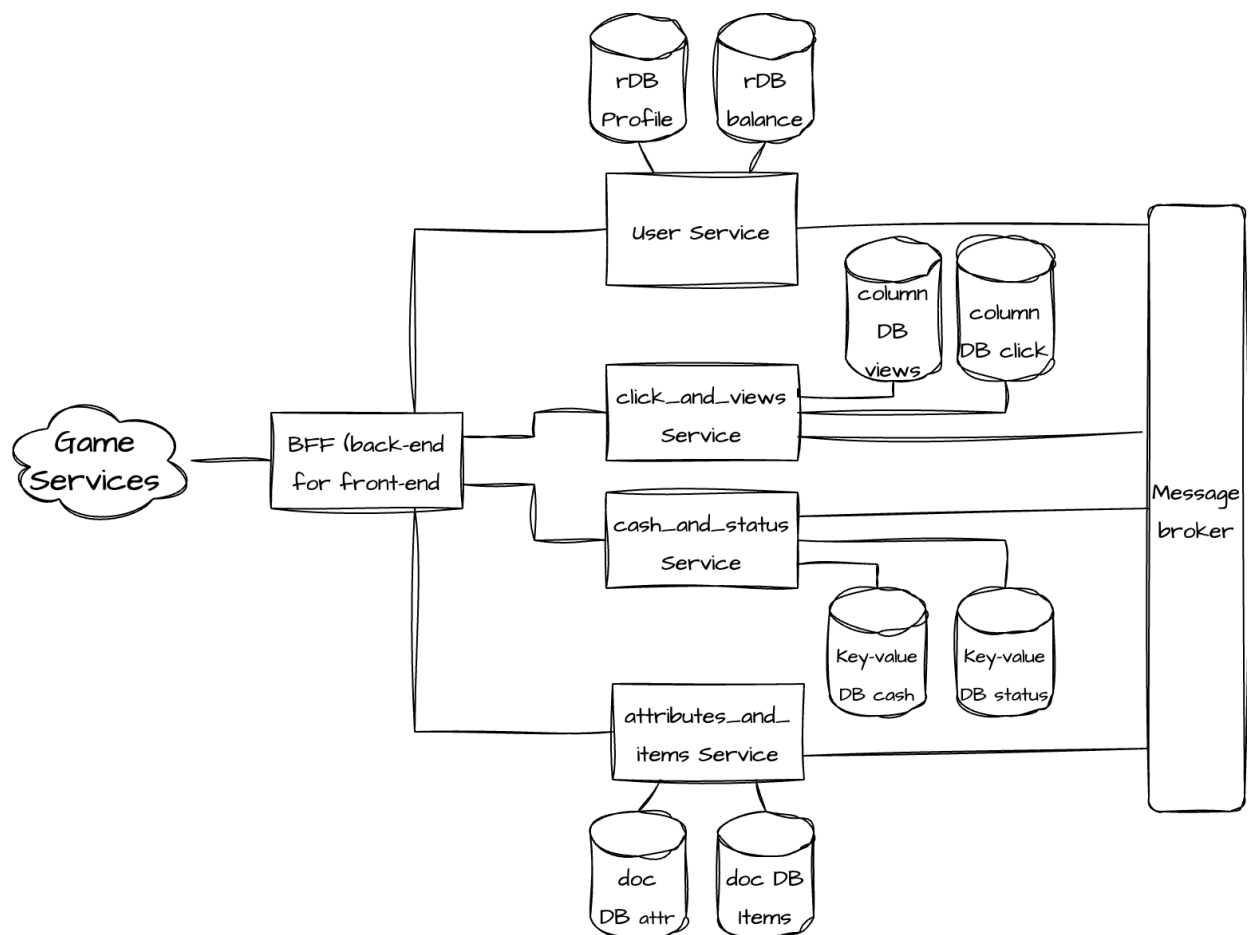 rDB
Profile
rDB
balance
User Service
column
DB
views
column
DB click
click_and_views
Service
Game
Services
BFF (back-end
for front-end
cash_and_status
Service
Message
broker
Key-value
DB cash
Key-value
DB status
attributes_and_
items Service
doc
DB attr
doc DB
Items